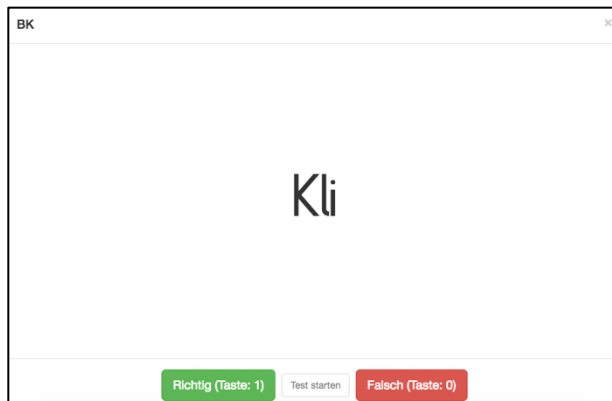 BK ×
Kli
Richtig (Taste: 1) Test starten Falsch (Taste: 0)